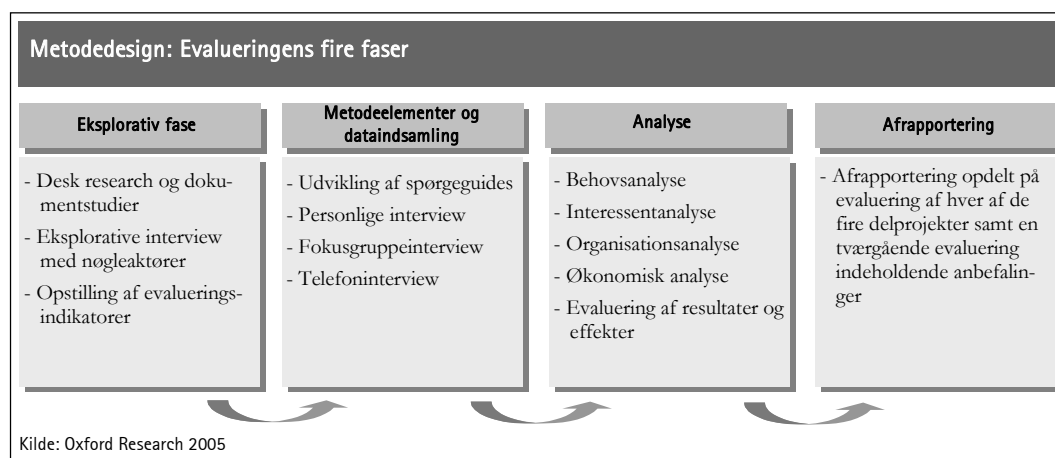 Metodedesign: Evalueringens fire faser
Eksplorativ fase
- Desk research og doku-
mentstudier
- Eksplorative interview
med nøgleaktører
- Opstilling af evaluerings-
indikatorer
Metodeelementer og
dataindsamling
- Udvikling af spørgeguides
- Personlige interview
- Fokusgruppeinterview
- Telefoninterview
Analyse
- Behovsanalyse
- Interessentanalyse
- Organisationsanalyse
- Økonomisk analyse
- Evaluering af resultater og
effekter
Afrapportering
- Afrapportering opdelt på
evaluering af hver af de
fire delprojekter samt en
tværgående evaluering
indeholdende anbefalin-
ger
Kilde: Oxford Research 2005